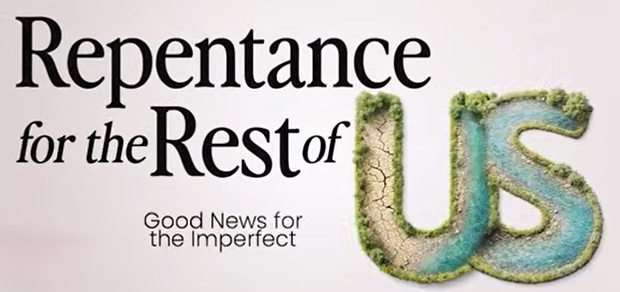 Repentance
for the Rest of US
Good News for
the Imperfect